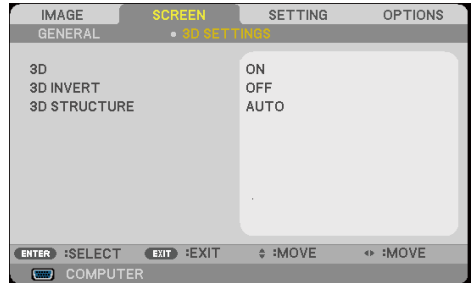 IMAGE SCREEN SETTING OPTIONS
GENERAL • 3D SETTINGS
3D ON
3D INVERT OFF
3D STRUCTURE AUTO
ENTER :SELECT EXIT :EXIT :MOVE :MOVE
COMPUTER